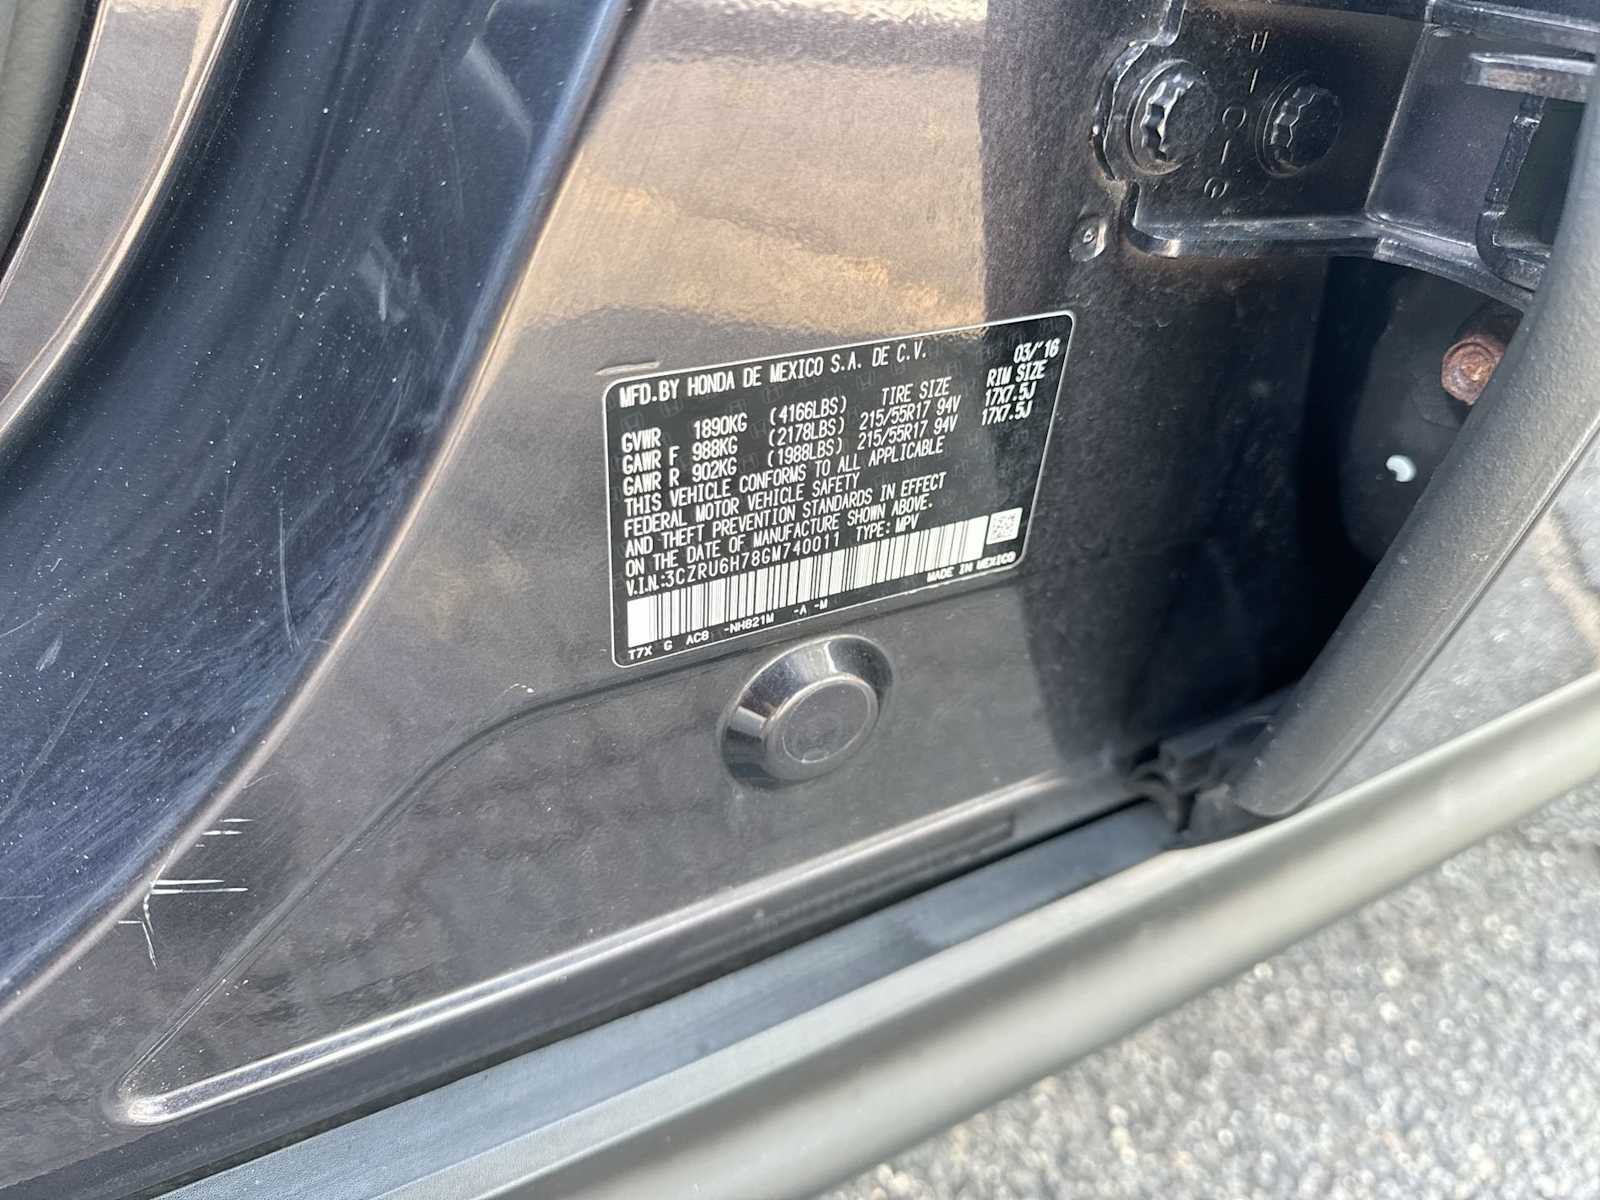 MFD.BY HONDA DE MEXICO S.A. DE C.V. 03/'16
TIRE SIZE RIM SIZE
GVWR 1890KG (4166LBS)
GAWR F 988KG (2178LBS) 215/55R17 94V 17X7.5J
GAWR R 902KG (1988LBS) 215/55R17 94V 17X7.5J
THIS VEHICLE CONFORMS TO ALL APPLICABLE
FEDERAL MOTOR VEHICLE SAFETY
AND THEFT PREVENTION STANDARDS IN EFFECT
ON THE DATE OF MANUFACTURE SHOWN ABOVE.
V.I.N.:3CZRU6H78GM740011 TYPE: MPV
MADE IN MEXICO
T7X G AC8 -NH821M -A -M